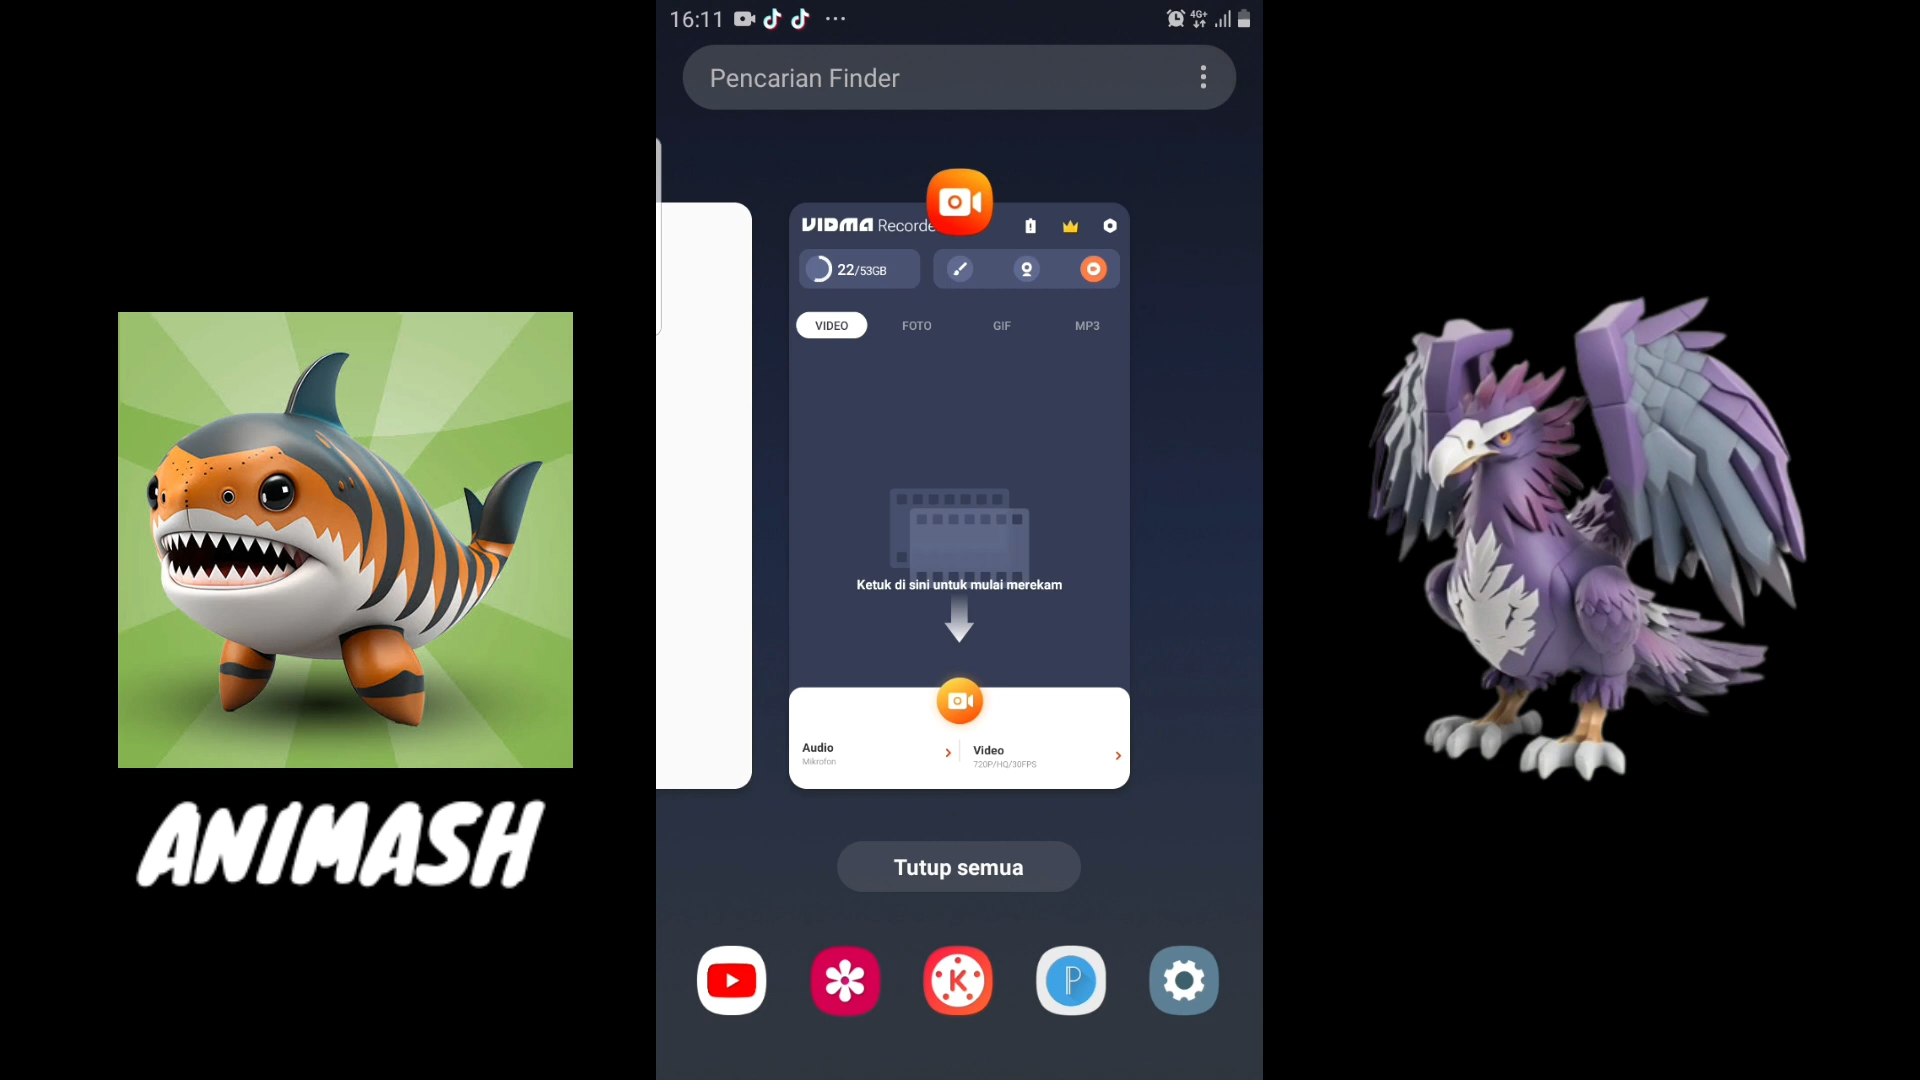 16:11
4G+
Pencarian Finder
VIDMA Recorde
22/53GB
VIDEO
FOTO
GIF
MP3
Ketuk di sini untuk mulai merekam
Audio
Mikrofon
Video
720P/HQ/30FPS
Tutup semua
K
P
ANIMASH